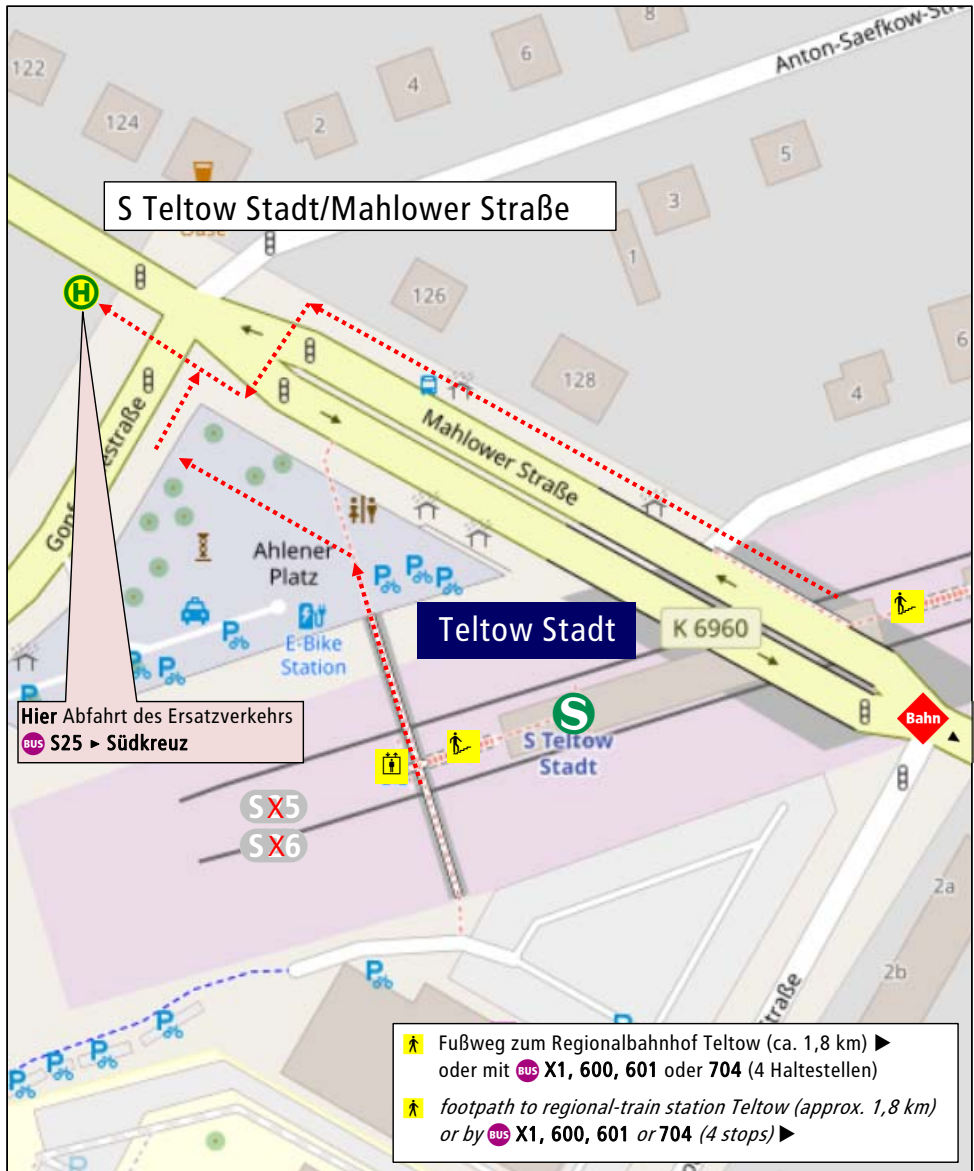 8
6
122
4
Anton-Saefkow-Str
124
2
5
3
S Teltow Stadt/Mahlower Straße
1
H
126
6
128
4
Mahlower Straße
estraße
Ahlener
Platz
P
P
P
Teltow Stadt
K 6960
P
E-Bike
Station
P
P
Bahn
Hier Abfahrt des Ersatzverkehrs
BUS S25 ► Südkreuz
S
S Teltow
Stadt
S X 5
S X 6
2a
2b
P
P
P
P
P
P
straße
Fußweg zum Regionalbahnhof Teltow (ca. 1,8 km) ►
oder mit BUS X1, 600, 601 oder 704 (4 Haltestellen)
footpath to regional-train station Teltow (approx. 1,8 km)
or by BUS X1, 600, 601 or 704 (4 stops) ►